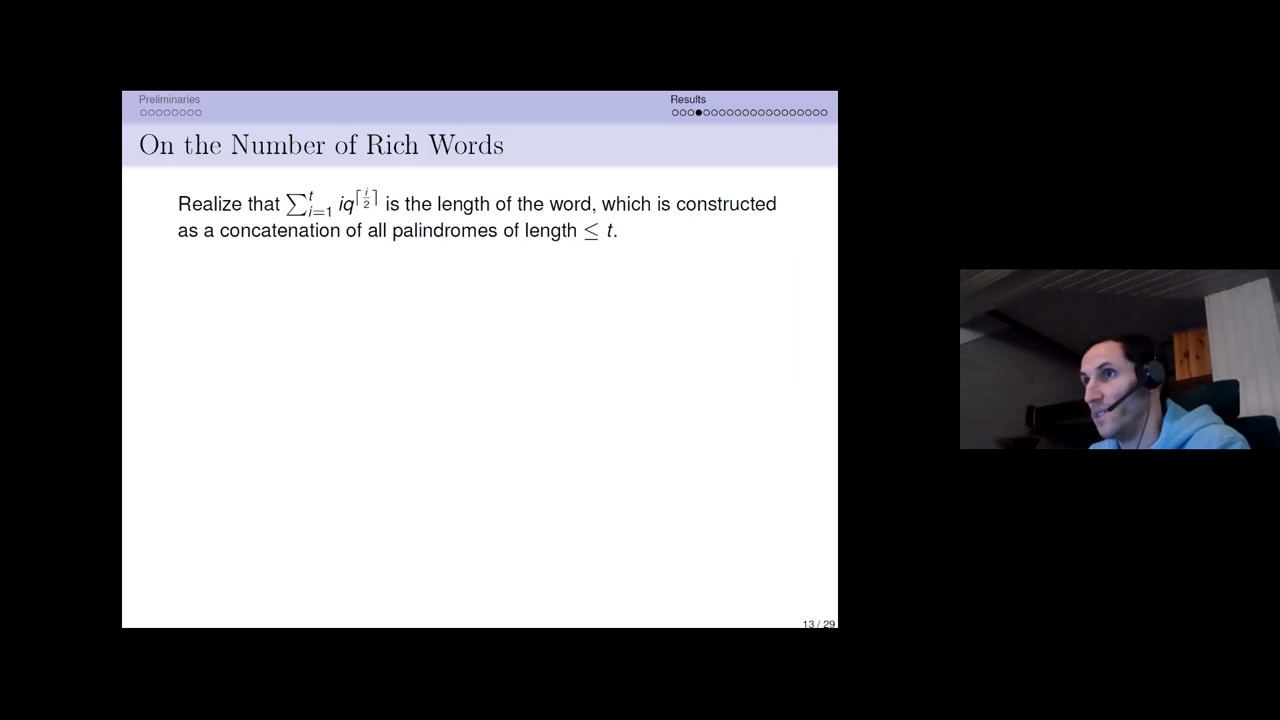 Preliminaries
Results
On the Number of Rich Words
Realize that ∑_{i=1}^{t} iq^{⌈i/2⌉} is the length of the word, which is constructed
as a concatenation of all palindromes of length ≤ t.
13 / 29